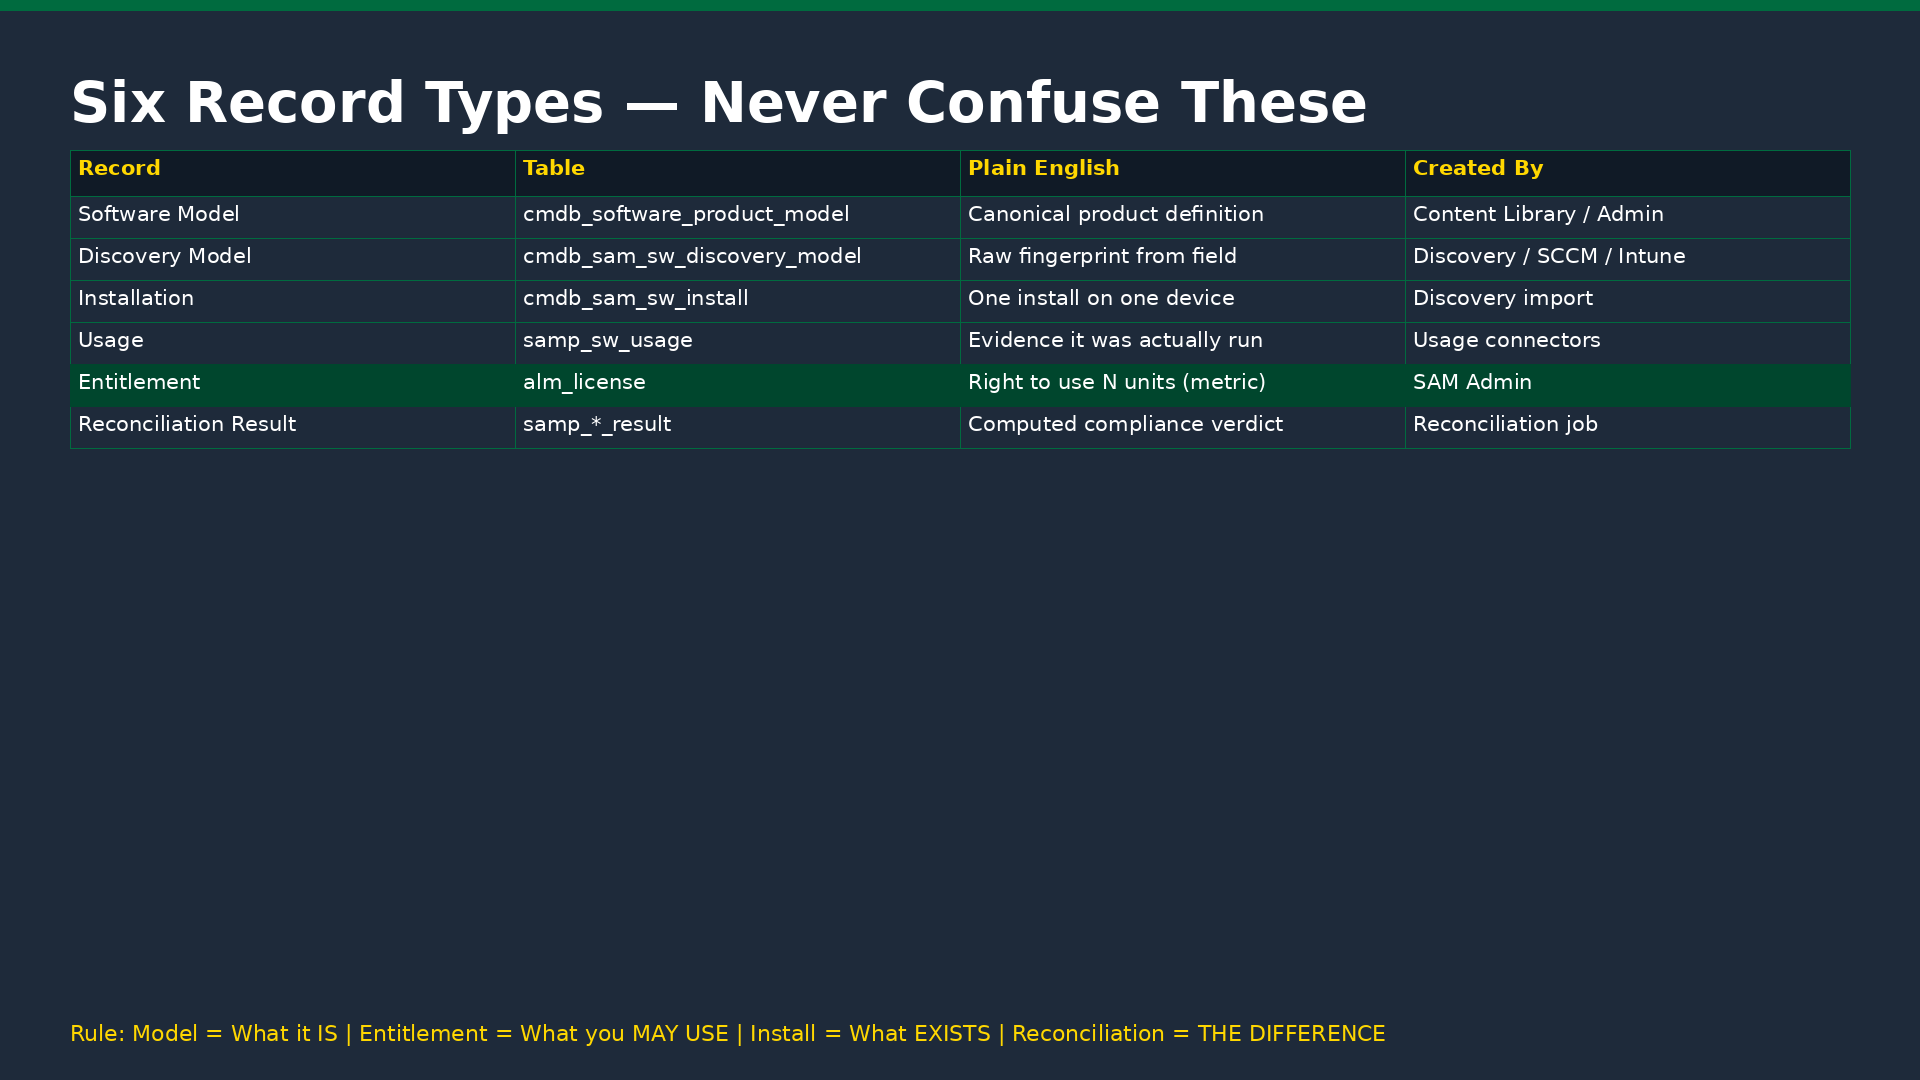 Six Record Types — Never Confuse These
Record Table Plain English Created By
Software Model cmdb_software_product_model Canonical product definition Content Library / Admin
Discovery Model cmdb_sam_sw_discovery_model Raw fingerprint from field Discovery / SCCM / Intune
Installation cmdb_sam_sw_install One install on one device Discovery import
Usage samp_sw_usage Evidence it was actually run Usage connectors
Entitlement alm_license Right to use N units (metric) SAM Admin
Reconciliation Result samp_*_result Computed compliance verdict Reconciliation job
Rule: Model = What it IS | Entitlement = What you MAY USE | Install = What EXISTS | Reconciliation = THE DIFFERENCE